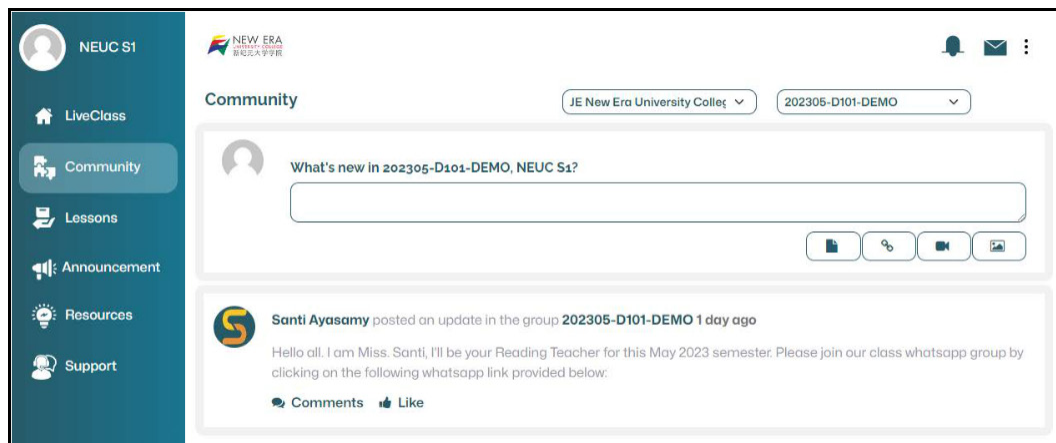 NEUC S1
LiveClass
Community
Lessons
Announcement
Resources
Support
NEW ERA
UNIVERSITY COLLEGE
新紀元大学学院
Community
JE New Era University Colleg
202305-D101-DEMO
What's new in 202305-D101-DEMO, NEUC S1?
Santi Ayasamy posted an update in the group 202305-D101-DEMO 1 day ago
Hello all. I am Miss. Santi, I'll be your Reading Teacher for this May 2023 semester. Please join our class whatsapp group by
clicking on the following whatsapp link provided below:
Comments Like